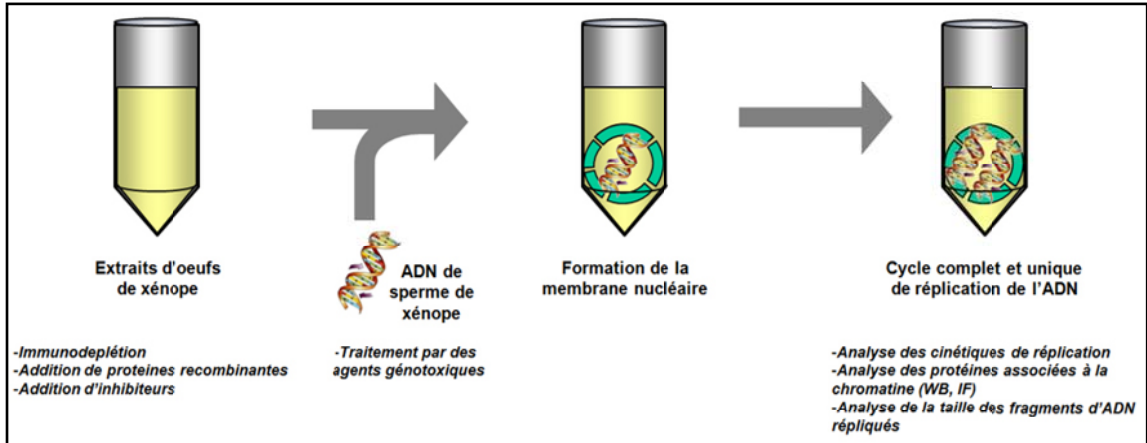 Extraits d'oeufs
de xénope
ADN de
sperme de
xénope
Formation de la
membrane nucléaire
Cycle complet et unique
de réplication de l'ADN
-Immunodeplétion
-Addition de proteines recombinantes
-Addition d'inhibiteurs
-Traitement par des
agents génotoxiques
-Analyse des cinétiques de réplication
-Analyse des protéines associées à la
chromatine (WB, IF)
-Analyse de la taille des fragments d'ADN
répliqués